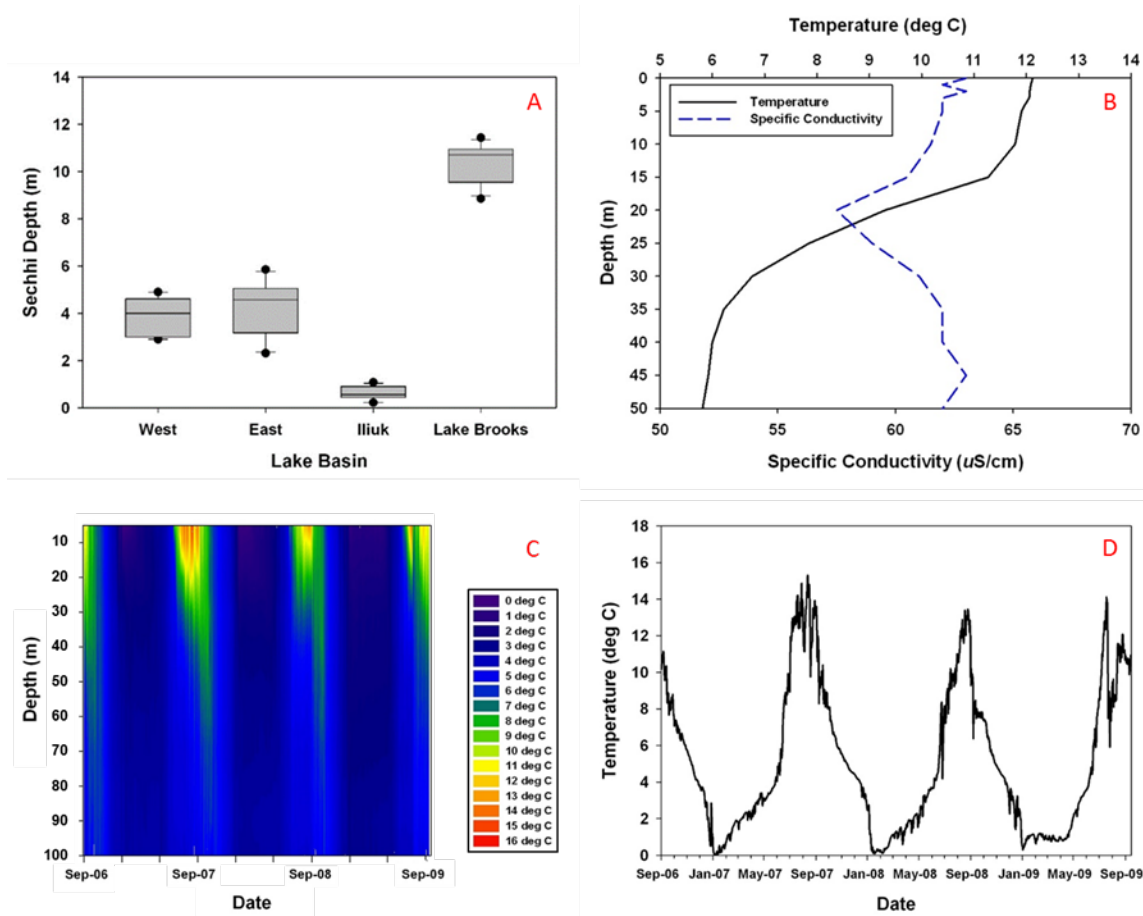 A
Sechhi Depth (m)
14
12
10
8
6
4
2
0
West East Iliuk Lake Brooks
Lake Basin
Temperature (deg C)
5 6 7 8 9 10 11 12 13 14
B
Temperature
Specific Conductivity
Depth (m)
0
5
10
15
20
25
30
35
40
45
50
50 55 60 65 70
Specific Conductivity (uS/cm)
C
Depth (m)
10
20
30
40
50
60
70
80
90
100
Sep-06 Sep-07 Sep-08 Sep-09
Date
0 deg C
1 deg C
2 deg C
3 deg C
4 deg C
5 deg C
6 deg C
7 deg C
8 deg C
9 deg C
10 deg C
11 deg C
12 deg C
13 deg C
14 deg C
15 deg C
16 deg C
D
Temperature (deg C)
18
16
14
12
10
8
6
4
2
0
Sep-06 Jan-07 May-07 Sep-07 Jan-08 May-08 Sep-08 Jan-09 May-09 Sep-09
Date